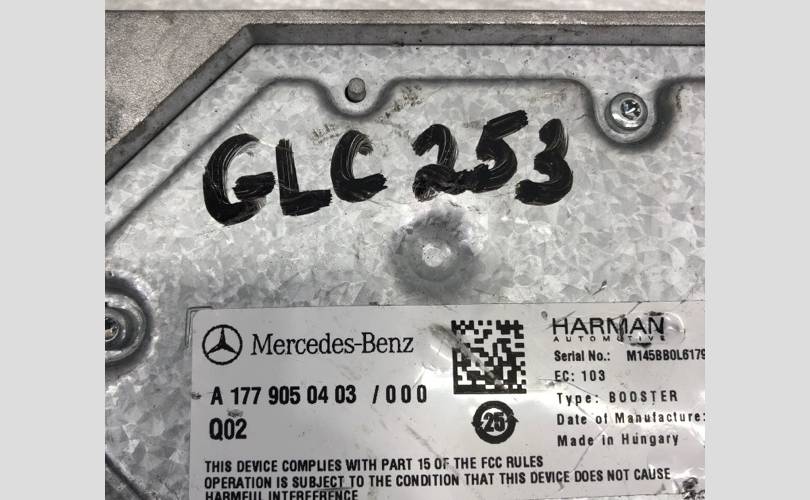 GLC 253
Mercedes-Benz
A 177 905 04 03 / 000
Q02
25
HARMAN
AUTOMOTIVE
Serial No.: M145BB0L6179
EC: 103
Type: BOOSTER
Date of Manufacture:
Made in Hungary
THIS DEVICE COMPLIES WITH PART 15 OF THE FCC RULES
OPERATION IS SUBJECT TO THE CONDITION THAT THIS DEVICE DOES NOT CAUSE
HARMFUL INTERFERENCE